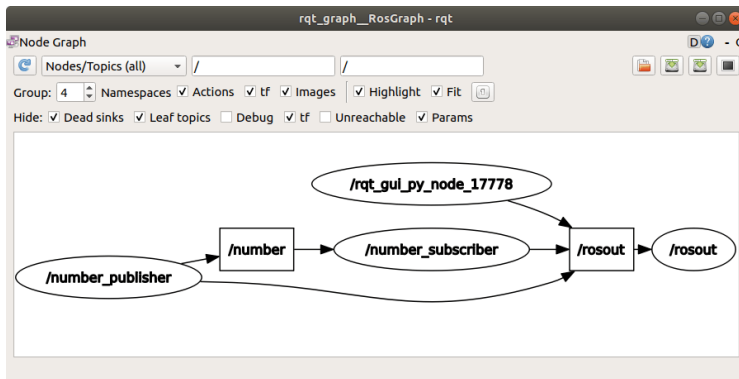 rqt_graph__RosGraph - rqt
Node Graph D - O
Nodes/Topics (all) / /
Group: 4 Namespaces Actions tf Images Highlight Fit
Hide: Dead sinks Leaf topics Debug tf Unreachable Params
/rqt_gui_py_node_17778
/number /number_subscriber /rosout /rosout
/number_publisher